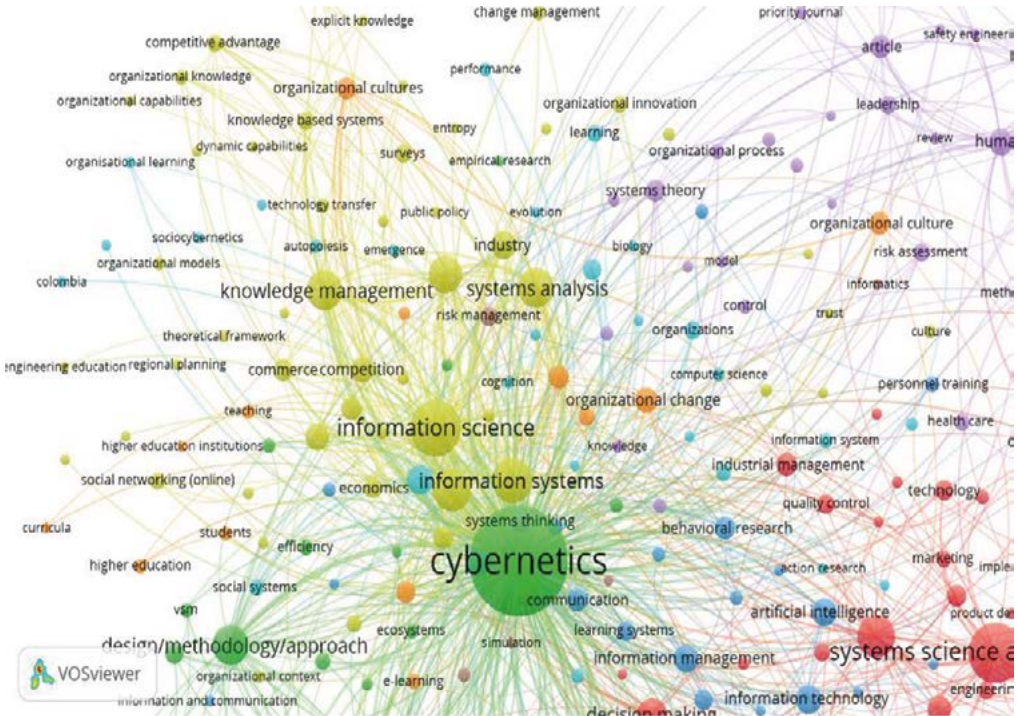 explicit knowledge
change management
priority journal
competitive advantage
article
safety engineeri
organizational knowledge
performance
organizational cultures
organizational capabilities
organizational innovation
leadership
knowledge based systems
entropy
learning
dynamic capabilities
surveys
empirical research
organizational process
review
huma
organisational learning
systems theory
technology transfer
public policy
evolution
organizational culture
sociocybernetics
autopoiesis
emergence
industry
biology
risk assessment
organizational models
model
colombia
knowledge management
systems analysis
informatics
meth
control
risk management
trust
theoretical framework
organizations
culture
engineering education
regional planning
commerce
competition
cognition
computer science
personnel training
organizational change
teaching
health care
information science
higher education institutions
knowledge
information system
industrial management
social networking (online)
economics
information systems
technology
quality control
curricula
students
systems thinking
behavioral research
efficiency
cybernetics
higher education
action research
marketing
imple
social systems
communication
vsm
artificial intelligence
product de
ecosystems
learning systems
design/methodology/approach
simulation
systems science a
information management
VOSviewer
organizational context
e-learning
engineerin
information and communication
information technology
decision making